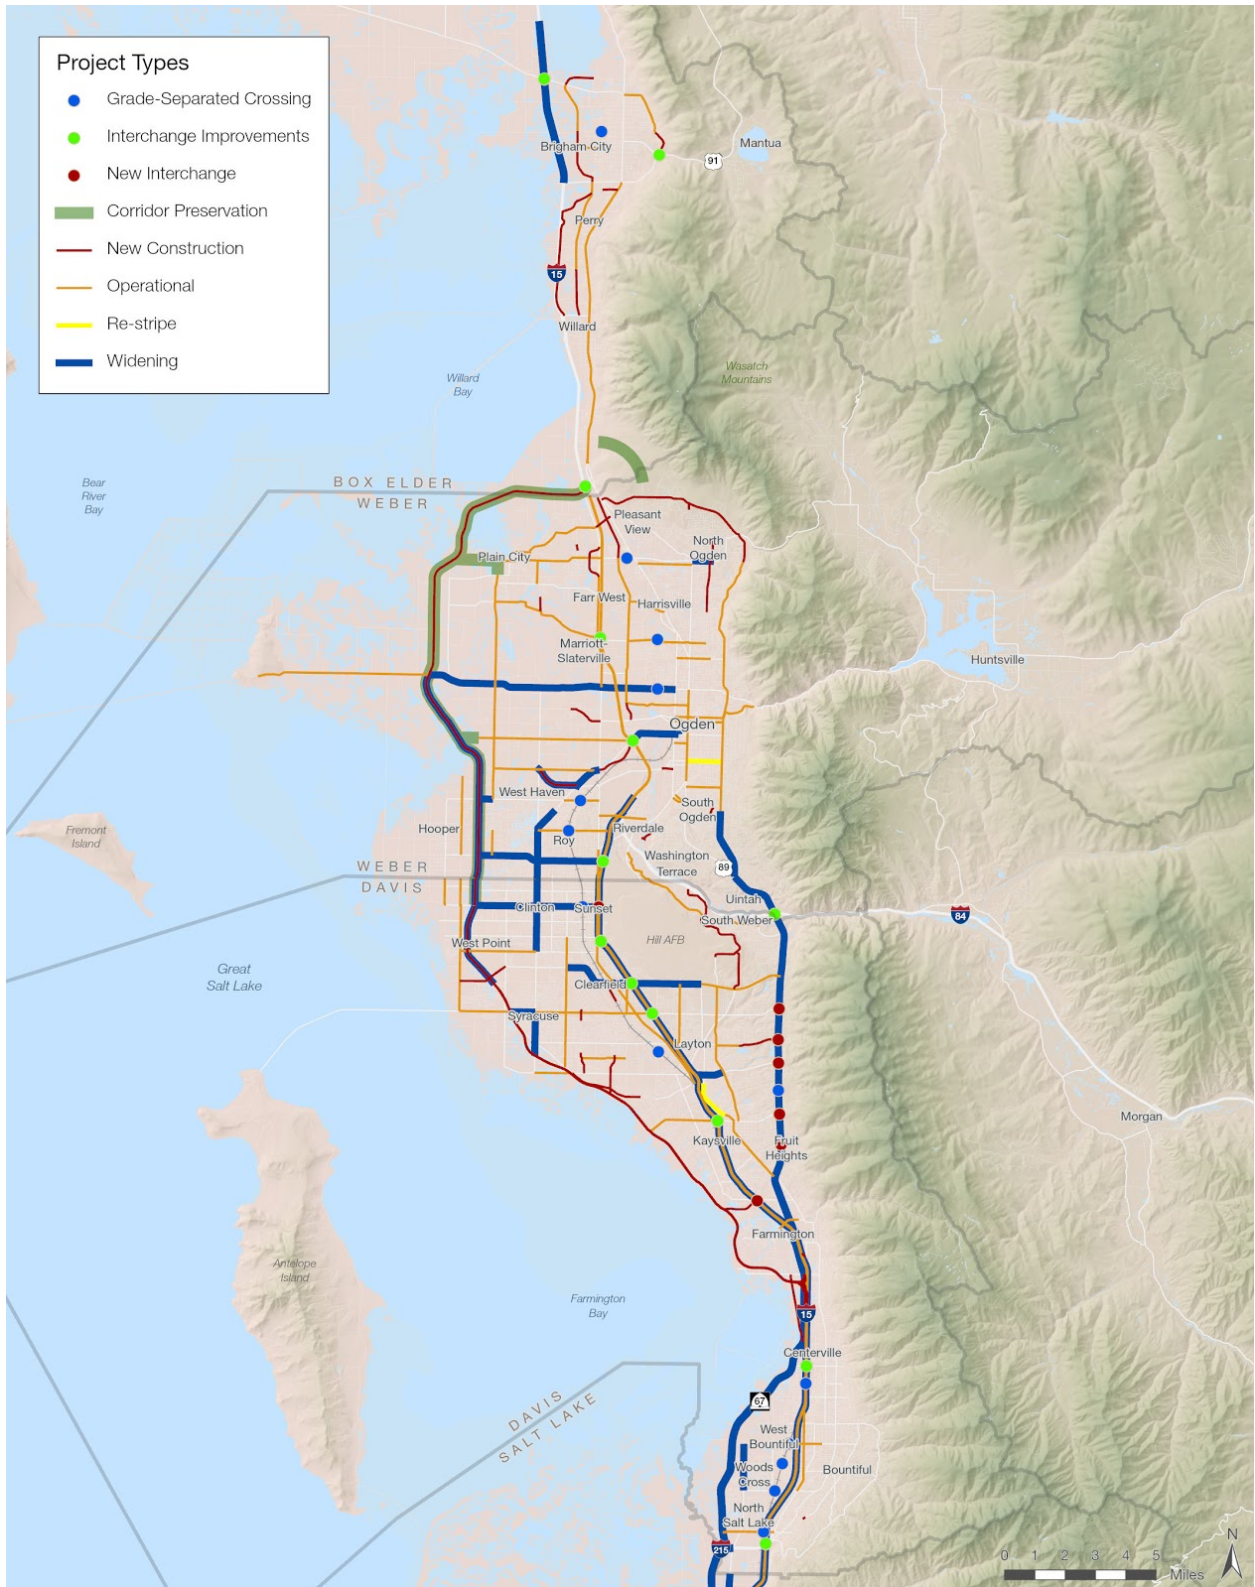 Project Types
Grade-Separated Crossing
Interchange Improvements
New Interchange
Corridor Preservation
New Construction
Operational
Re-stripe
Widening
Brigham City
Mantua
91
Perry
15
Willard
Willard
Bay
Wasatch
Mountains
Bear
River
Bay
BOX ELDER
WEBER
Pleasant
View
North
Ogden
Plain City
Farr West
Harrisville
Marriott-
Slaterville
Huntsville
Ogden
West Haven
South
Ogden
Hooper
Roy
Riverdale
Fremont
Island
Washington
Terrace
89
WEBER
DAVIS
Uintah
Clinton
Sunset
South Weber
84
Hill AFB
West Point
Great
Salt Lake
Clearfield
Syracuse
Layton
Morgan
Kaysville
Fruit
Heights
Farmington
Antelope
Island
Farmington
Bay
15
Centerville
DAVIS
SALT LAKE
67
West
Bountiful
Woods
Cross
Bountiful
North
Salt Lake
215
N
0 1 2 3 4 5
Miles